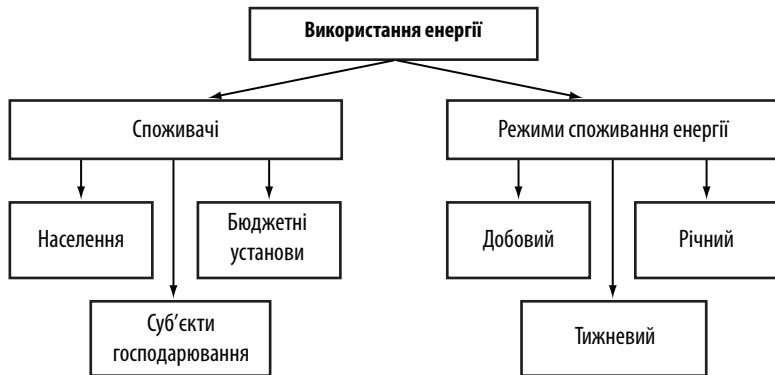 Використання енергії
Споживачі
Режими споживання енергії
Населення
Бюджетні
установи
Добовий
Річний
Суб’єкти
господарювання
Тижневий